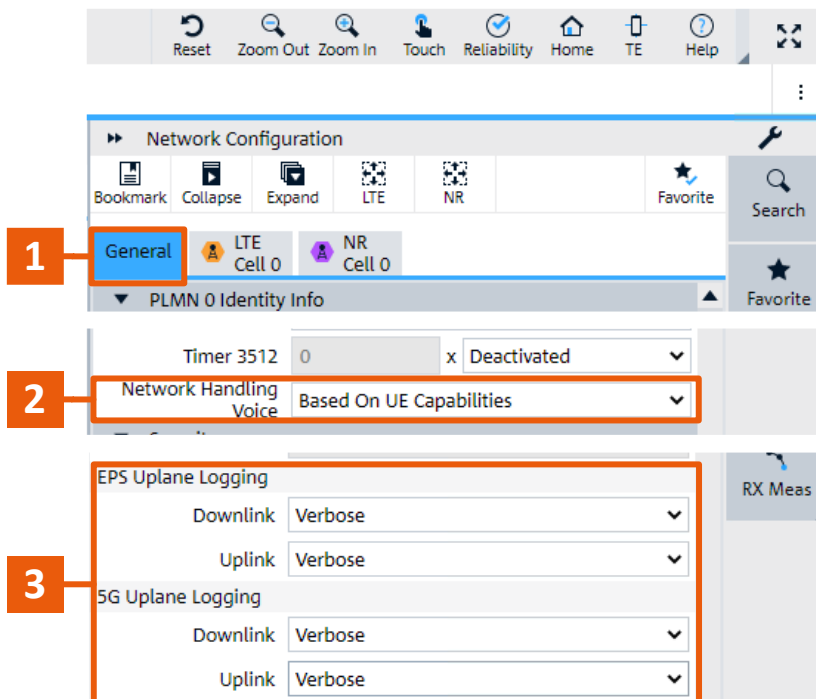 Reset Zoom Out Zoom In Touch Reliability Home TE Help
Network Configuration
Bookmark Collapse Expand LTE NR Favorite
Search
1
General
LTE
Cell 0
NR
Cell 0
PLMN 0 Identity Info
Favorite
Timer 3512 0 x Deactivated
2
Network Handling
Voice
Based On UE Capabilities
3
EPS Uplane Logging
RX Meas
Downlink Verbose
Uplink Verbose
5G Uplane Logging
Downlink Verbose
Uplink Verbose